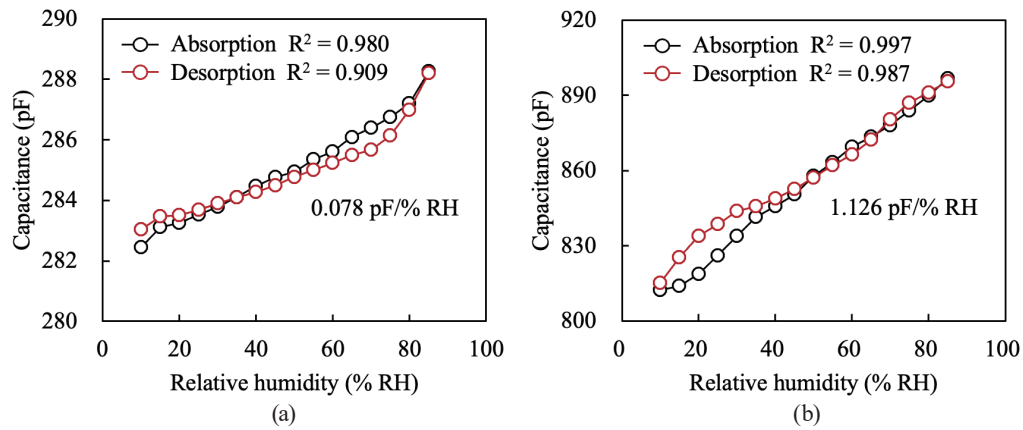 290
288
286
284
282
280
Capacitance (pF)
Absorption R² = 0.980
Desorption R² = 0.909
0.078 pF/% RH
0 20 40 60 80 100
Relative humidity (% RH)
(a)
920
890
860
830
800
Capacitance (pF)
Absorption R² = 0.997
Desorption R² = 0.987
1.126 pF/% RH
0 20 40 60 80 100
Relative humidity (% RH)
(b)